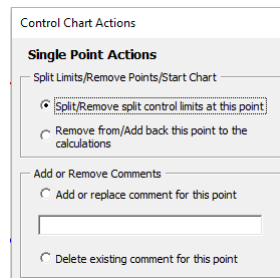 Control Chart Actions
Single Point Actions
Split Limits/Remove Points/Start Chart
Split/Remove split control limits at this point
Remove from/Add back this point to the
calculations
Add or Remove Comments
Add or replace comment for this point
Delete existing comment for this point